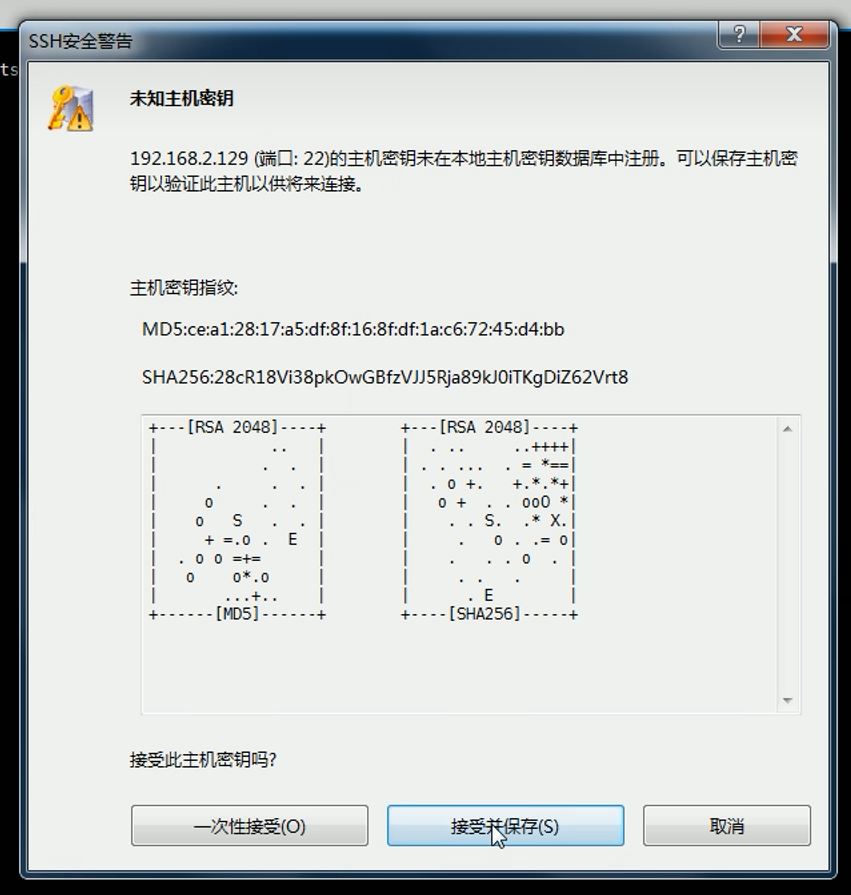 SSH安全警告
ts
未知主机密钥
192.168.2.129 (端口: 22)的主机密钥未在本地主机密钥数据库中注册。可以保存主机密
钥以验证此主机以供将来连接。
主机密钥指纹:
MD5:ce:a1:28:17:a5:df:8f:16:8f:df:1a:c6:72:45:d4:bb
SHA256:28cR18Vi38pkOwGBfzVJJ5Rja89kJ0iTKgDiZ62Vrt8
+---[RSA 2048]----+        +---[RSA 2048]----+
|             ..  |        |  . ..     ..++++|
|            .  . |        | . . ...  . = *==|
|       .     . . |        |  . o +.   +.*.*+|
|      o     .  . |        |   o + . . ooO *|
|     o   S   . . |        |    . . S.  .* X.|
|      + =.o .  E |        |     .   o . .= o|
|   . o o =+=     |        |    .   . . o  . |
|    o    o*.o    |        |     . .   .     |
|        ...+..   |        |      . E        |
+------[MD5]------+        +----[SHA256]-----+
接受此主机密钥吗?
一次性接受(O) 接受并保存(S) 取消